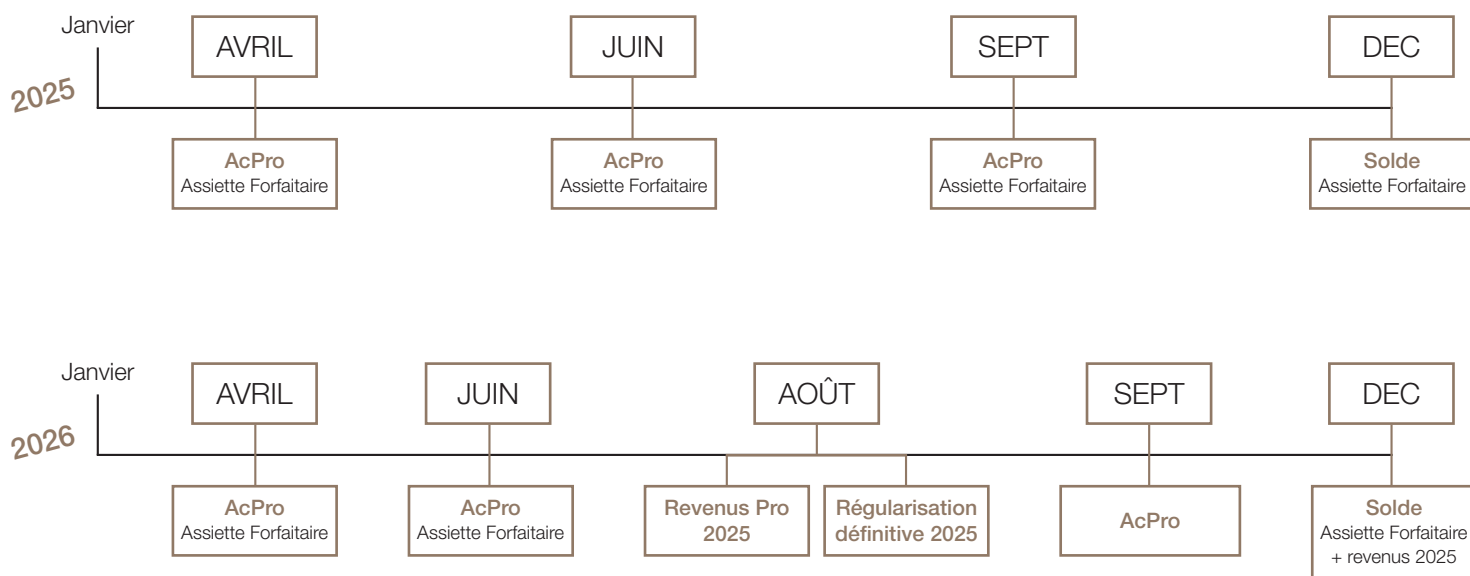 Janvier
AVRIL
JUIN
SEPT
DEC
2025
AcPro
Assiette Forfaitaire
AcPro
Assiette Forfaitaire
AcPro
Assiette Forfaitaire
Solde
Assiette Forfaitaire
Janvier
AVRIL
JUIN
AOÛT
SEPT
DEC
2026
AcPro
Assiette Forfaitaire
AcPro
Assiette Forfaitaire
Revenus Pro
2025
Régularisation
définitive 2025
AcPro
Solde
Assiette Forfaitaire
+ revenus 2025